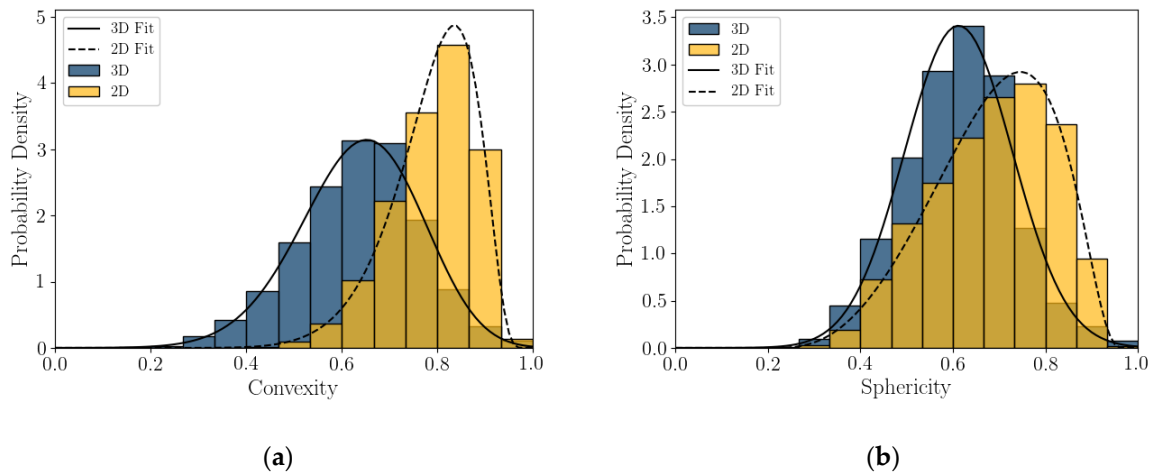 5
4
3
2
1
0
Probability Density
3D Fit
2D Fit
3D
2D
0.0 0.2 0.4 0.6 0.8 1.0
Convexity
(a)
3.5
3.0
2.5
2.0
1.5
1.0
0.5
0.0
Probability Density
3D
2D
3D Fit
2D Fit
0.0 0.2 0.4 0.6 0.8 1.0
Sphericity
(b)